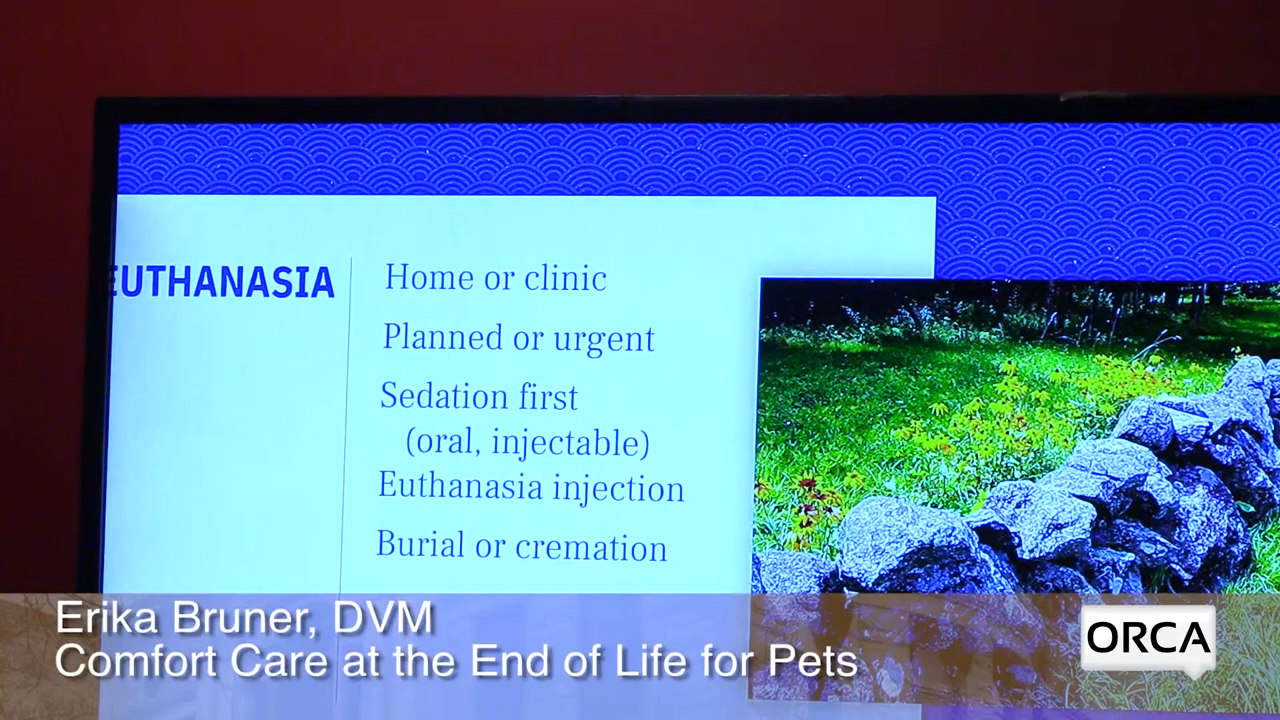 EUTHANASIA
Home or clinic
Planned or urgent
Sedation first
(oral, injectable)
Euthanasia injection
Burial or cremation
Erika Bruner, DVM
Comfort Care at the End of Life for Pets
ORCA